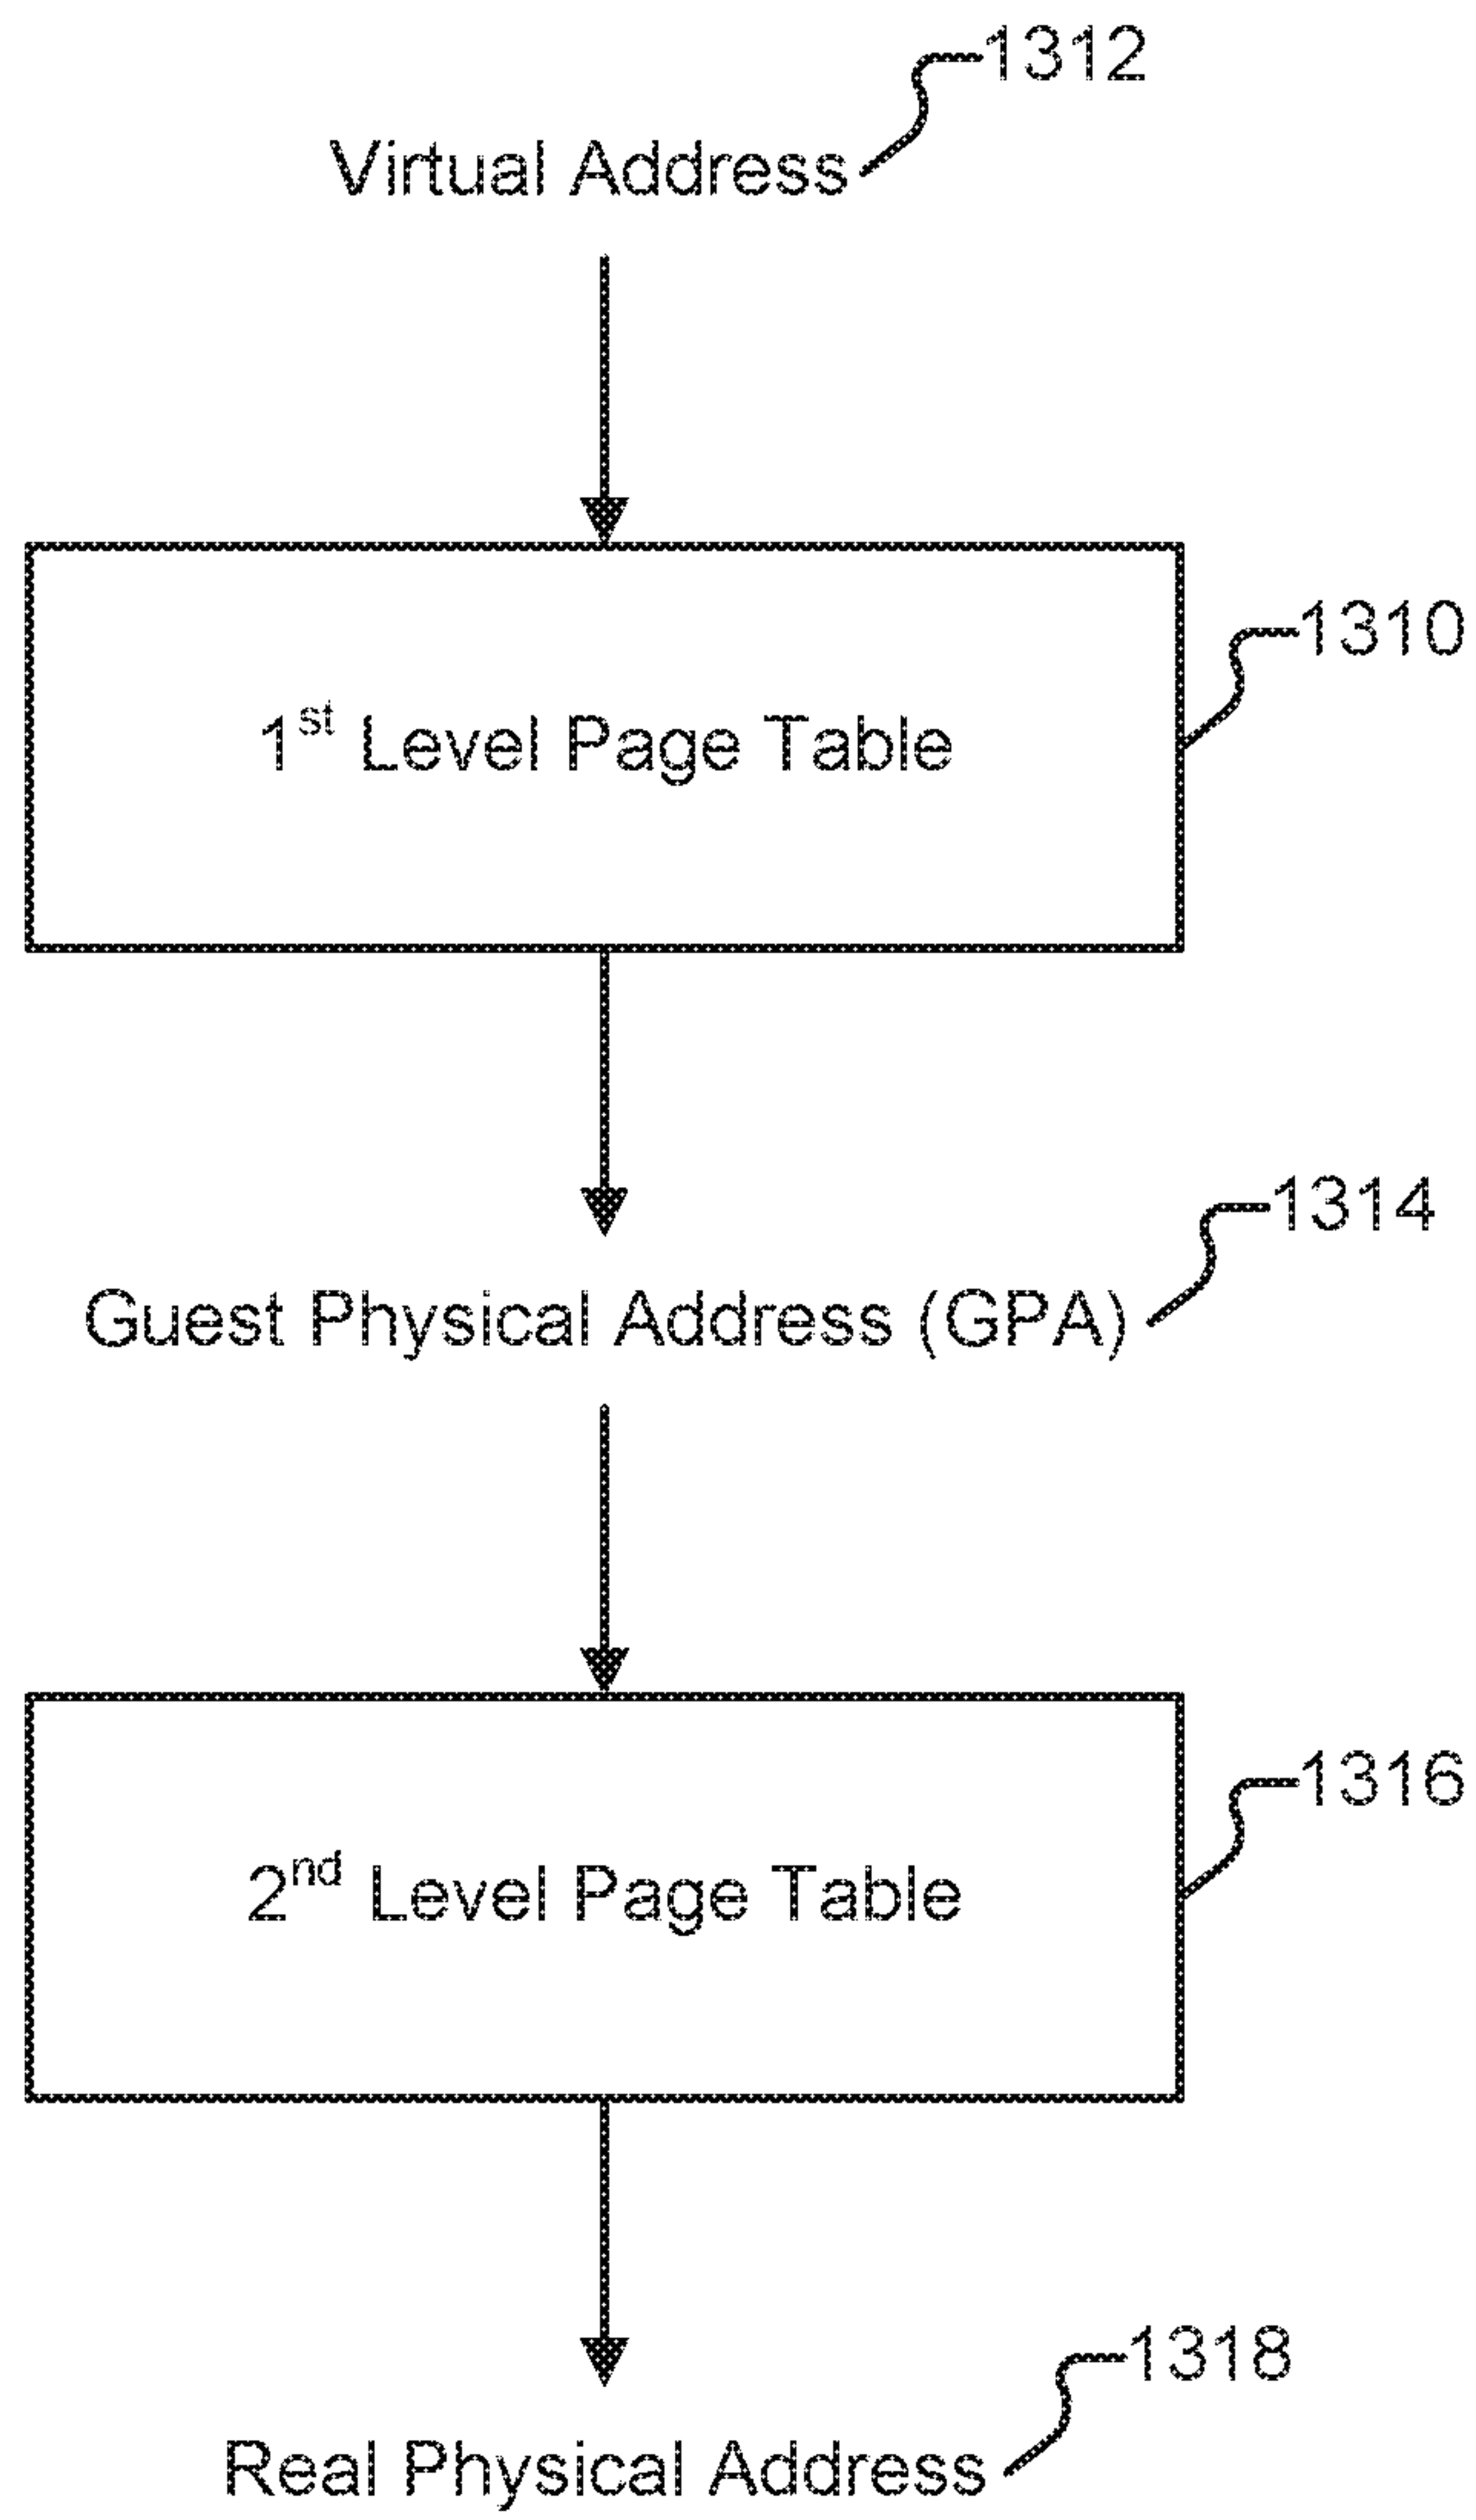 1312
Virtual Address
1310
1st Level Page Table
1314
Guest Physical Address (GPA)
1316
2nd Level Page Table
1318
Real Physical Address